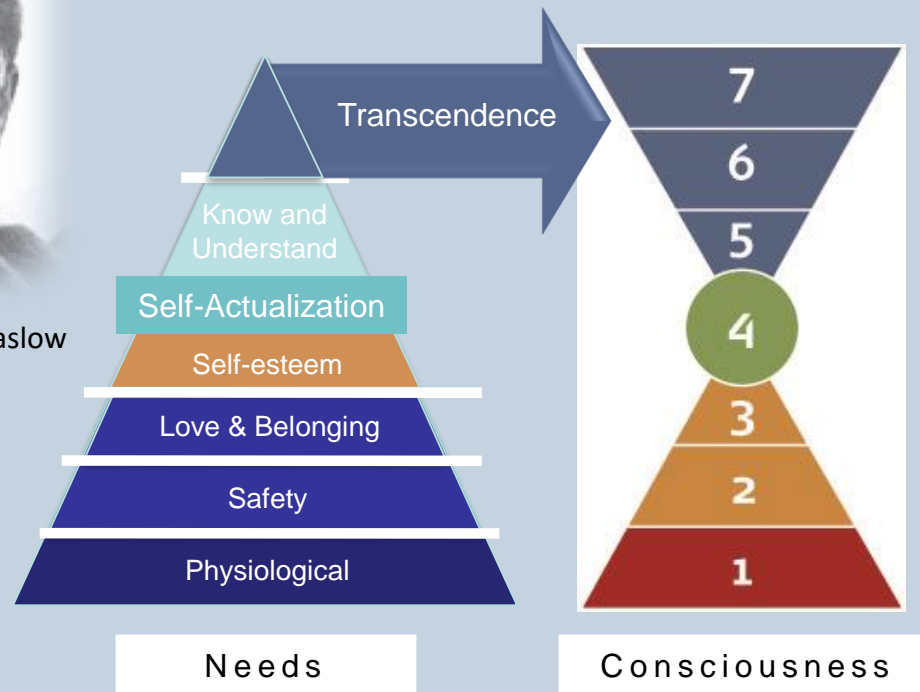 Transcendence
Know and
Understand
Self-Actualization
Self-esteem
Love & Belonging
Safety
Physiological
aslow
Needs
7
6
5
4
3
2
1
Consciousness